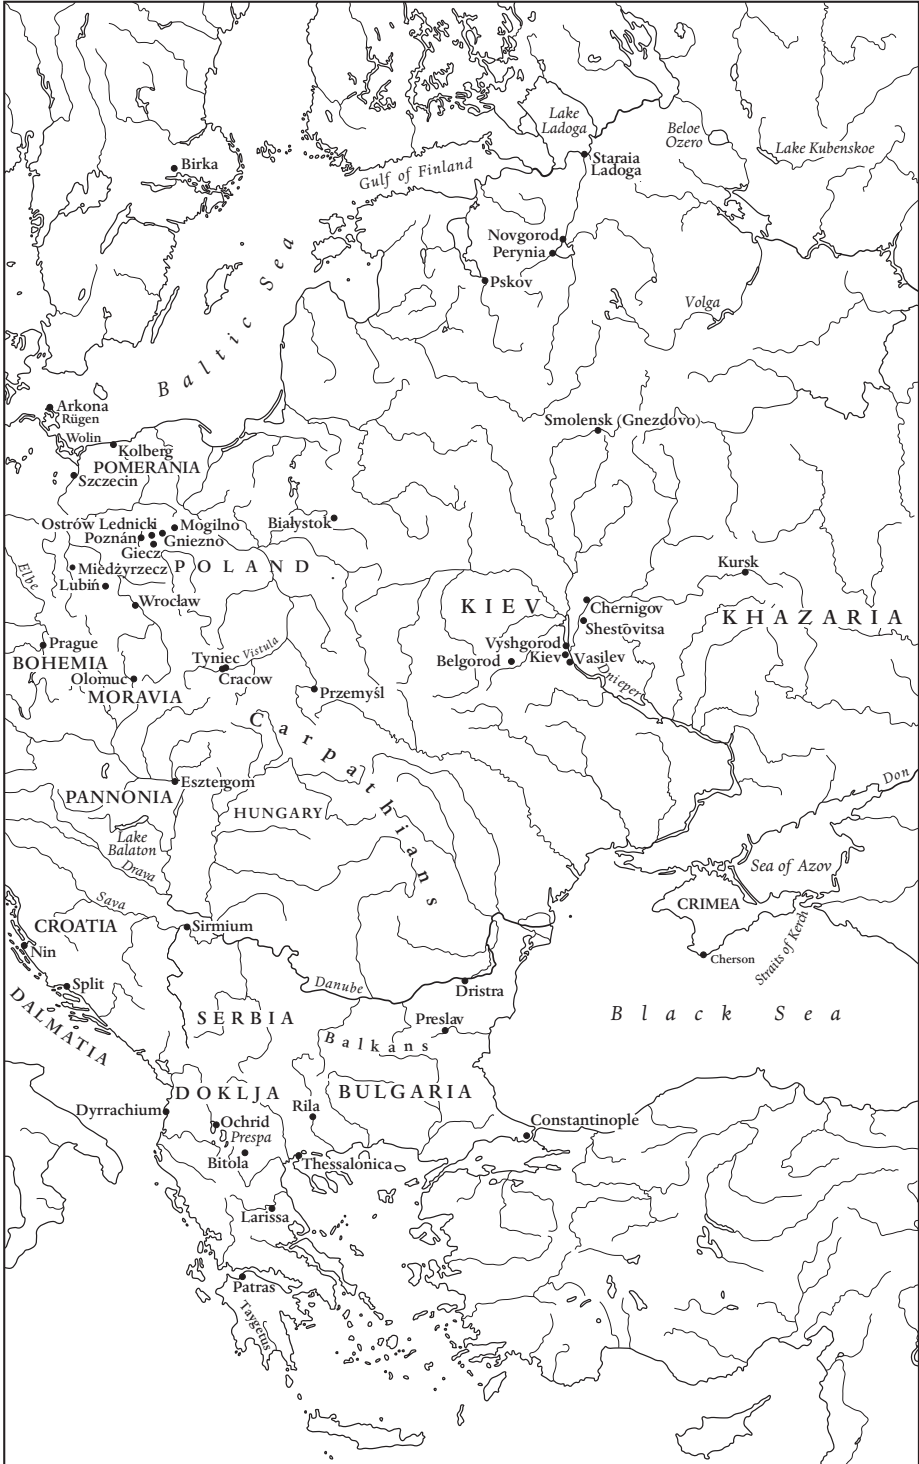 Lake
Ladoga
Beloe
Ozero
Lake Kubenskoe
Birka
Staraia
Ladoga
Gulf of Finland
Novgorod
Perynia
Pskov
Volga
Baltic Sea
Arkona
Rügen
Wolin
Kolberg
POMERANIA
Szczecin
Smolensk (Gnezdovo)
Ostrów Lednicki
Mogilno
Białystok
Poznán
Gniezno
Giecz
Miedżyrzecz
POLAND
Elbe
Lubiń
Wrocław
Kursk
KIEV
Chernigov
KHAZARIA
Shestovitsa
Prague
BOHEMIA
Tyniec
Vistula
Cracow
Vyshgorod
Belgorod
Kiev
Vasilev
Olomuc
MORAVIA
Przemyśl
Dnieper
Carpathians
Esztergom
Don
PANNONIA
HUNGARY
Lake
Balaton
Drava
Sea of Azov
Sava
CRIMEA
CROATIA
Sirmium
Nin
Straits of Kerch
Cherson
Split
Danube
Dristra
DALMATIA
SERBIA
Preslav
Black Sea
Balkans
DOKLJA
BULGARIA
Dyrrachium
Rila
Ochrid
Prespa
Constantinople
Bitola
Thessalonica
Larissa
Patras
Taygetus